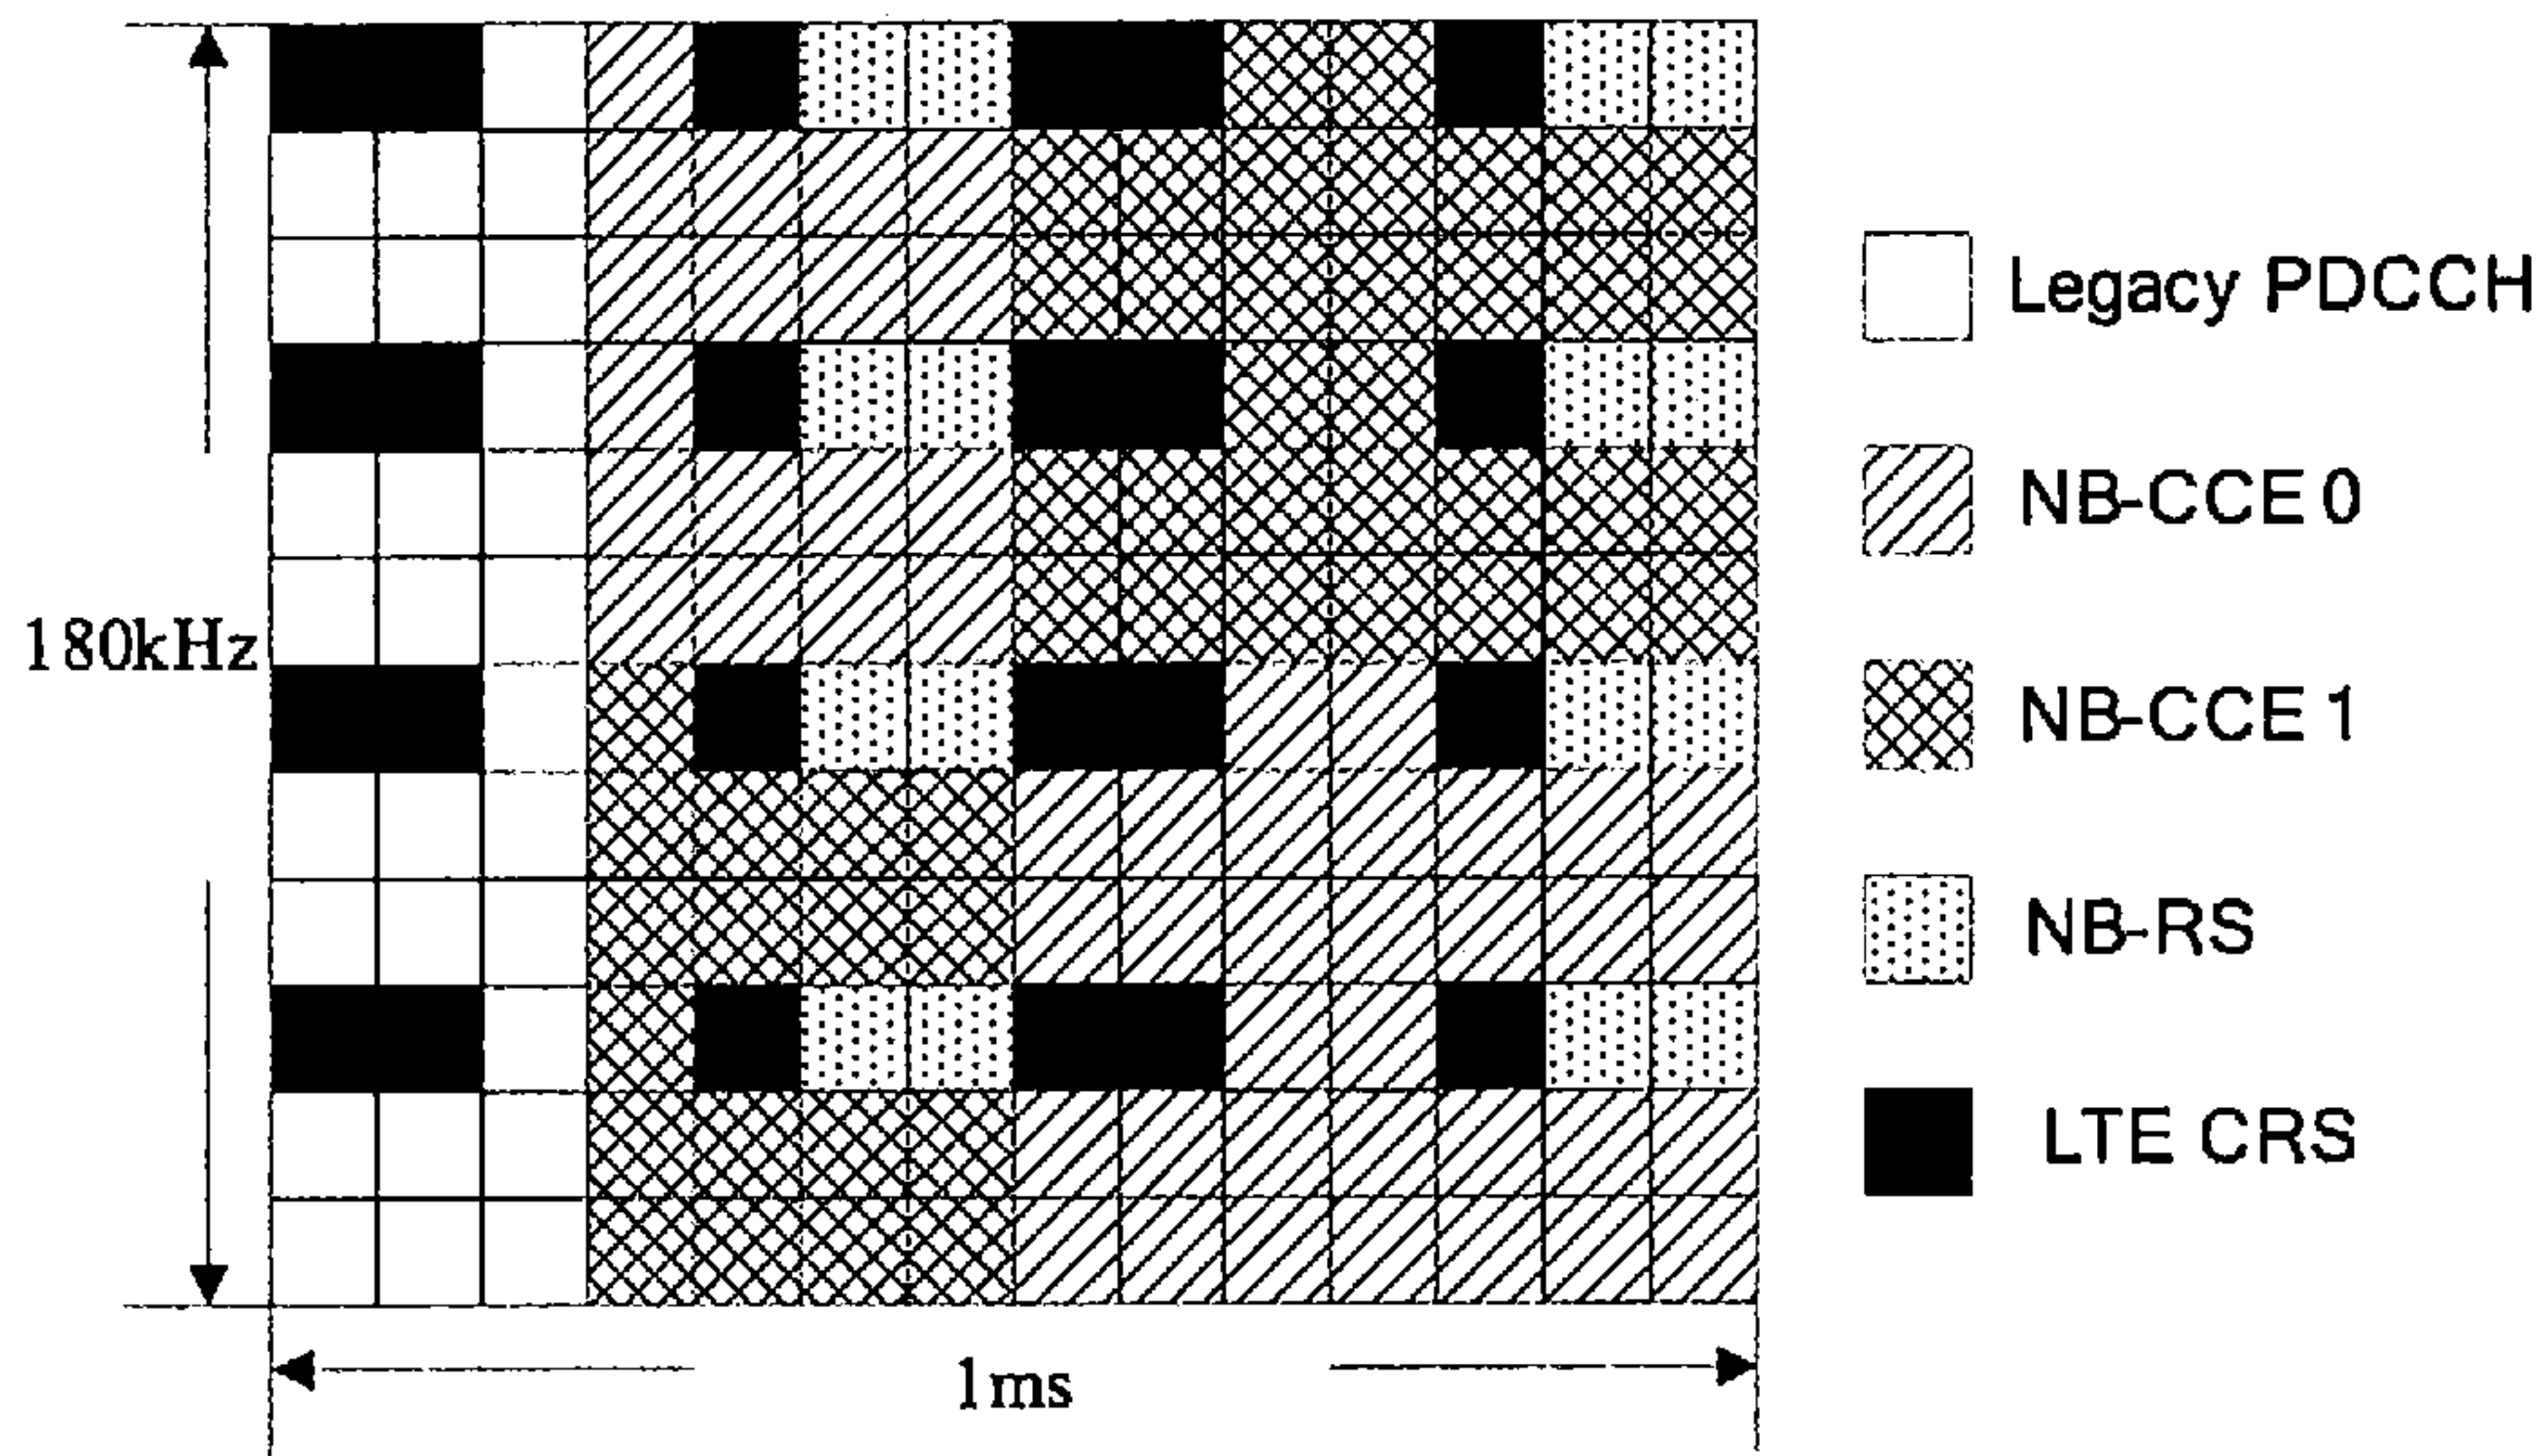 180kHz
1ms
Legacy PDCCH
NB-CCE 0
NB-CCE 1
NB-RS
LTE CRS